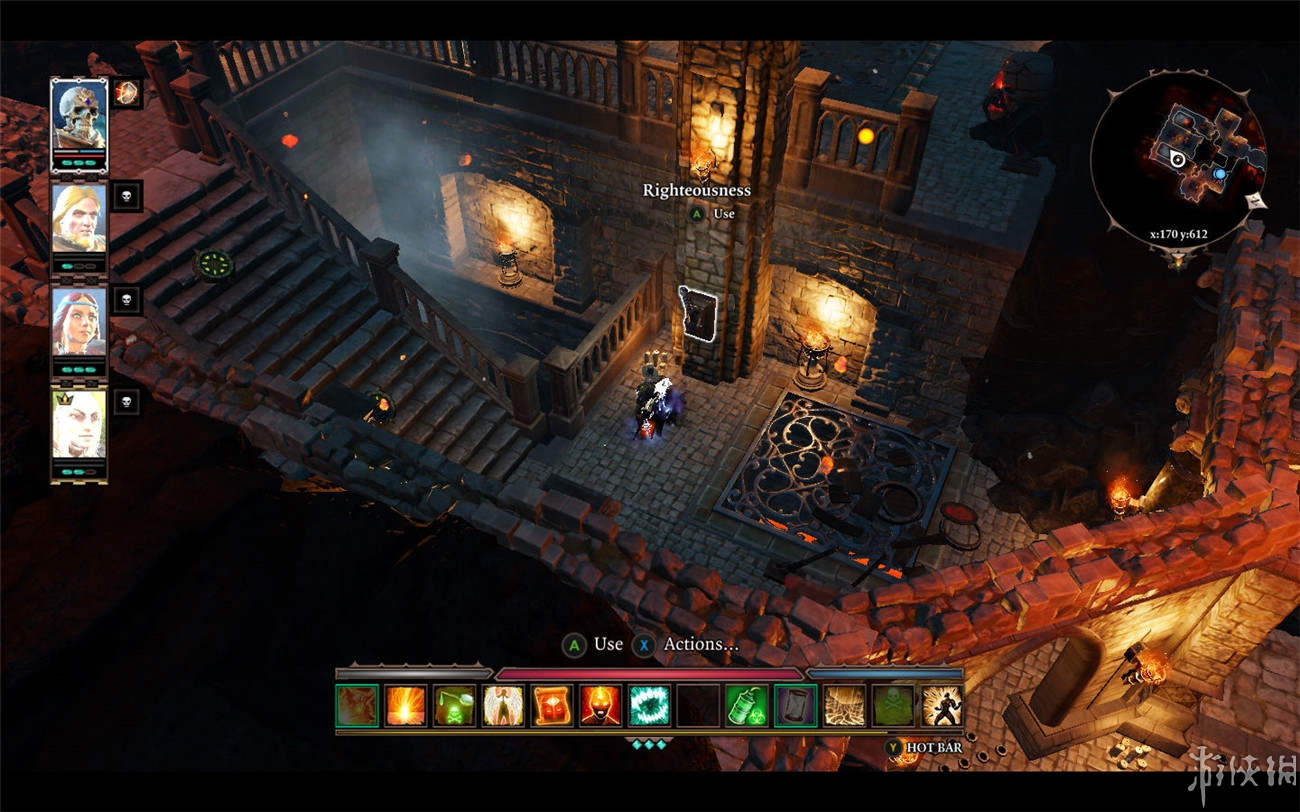 Righteousness
A Use
x:170 y:612
A Use X Actions...
Y HOT BAR
游侠网